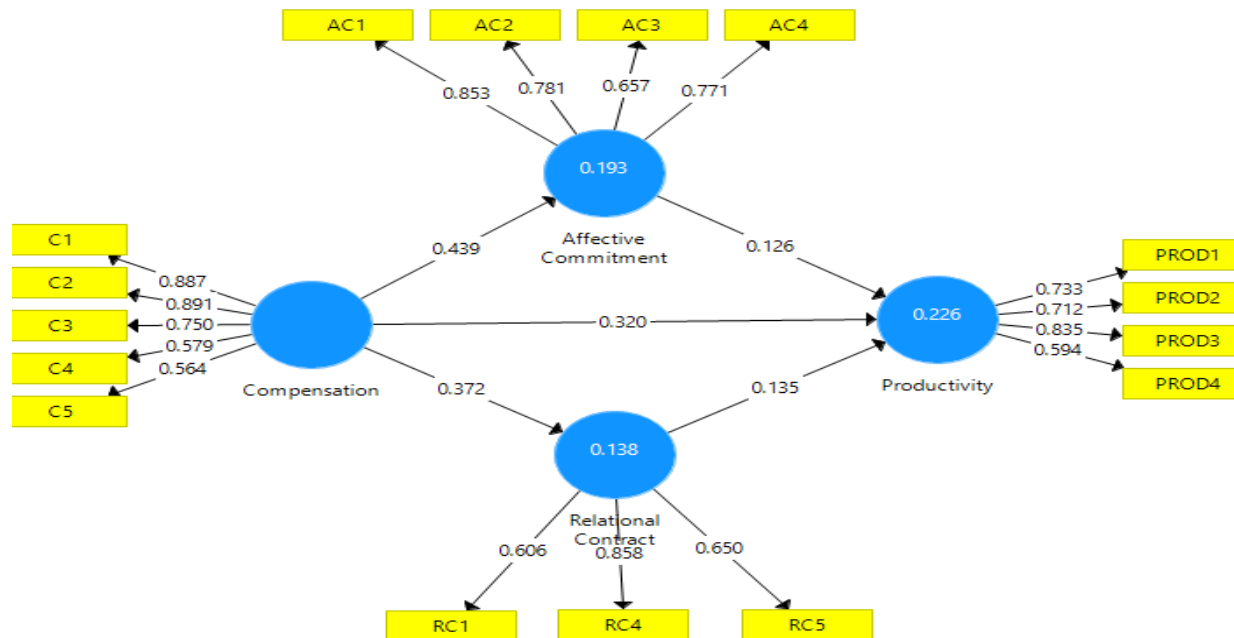 AC1
AC2
AC3
AC4
0.853
0.781
0.657
0.771
0.193
Affective
Commitment
C1
C2
C3
C4
C5
0.887
0.891
0.750
0.579
0.564
Compensation
0.439
0.126
0.320
0.372
0.135
0.226
Productivity
PROD1
PROD2
PROD3
PROD4
0.733
0.712
0.835
0.594
0.138
Relational
Contract
0.606
0.858
0.650
RC1
RC4
RC5